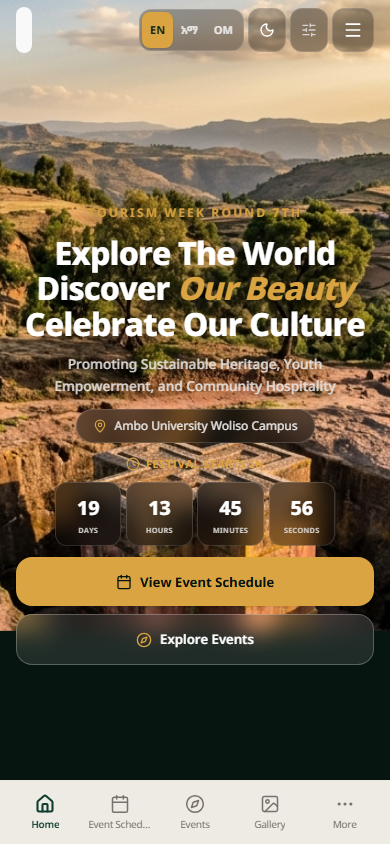 EN አማ OM
TOURISM WEEK ROUND 7TH
Explore The World
Discover Our Beauty
Celebrate Our Culture
Promoting Sustainable Heritage, Youth
Empowerment, and Community Hospitality
Ambo University Woliso Campus
FESTIVAL
19 13 45 56
DAYS HOURS MINUTES SECONDS
View Event Schedule
Explore Events
Home Event Sched... Events Gallery More